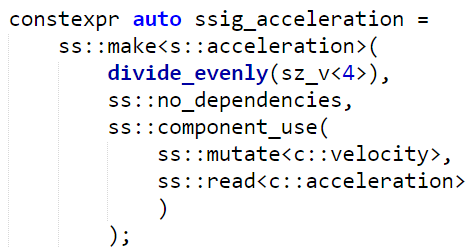 constexpr auto ssig_acceleration =
    ss::make<s::acceleration>(
        divide_evenly(sz_v<4>),
        ss::no_dependencies,
        ss::component_use(
            ss::mutate<c::velocity>,
            ss::read<c::acceleration>
            )
        );